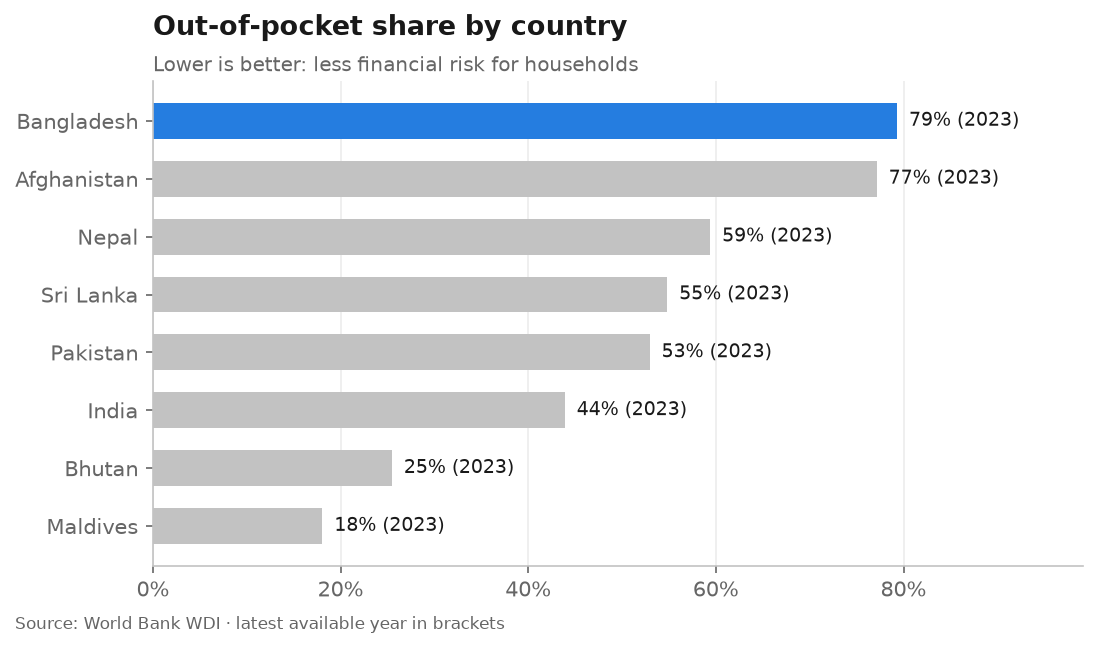 Out-of-pocket share by country
Lower is better: less financial risk for households
Bangladesh 79% (2023)
Afghanistan 77% (2023)
Nepal 59% (2023)
Sri Lanka 55% (2023)
Pakistan 53% (2023)
India 44% (2023)
Bhutan 25% (2023)
Maldives 18% (2023)
0% 20% 40% 60% 80%
Source: World Bank WDI · latest available year in brackets